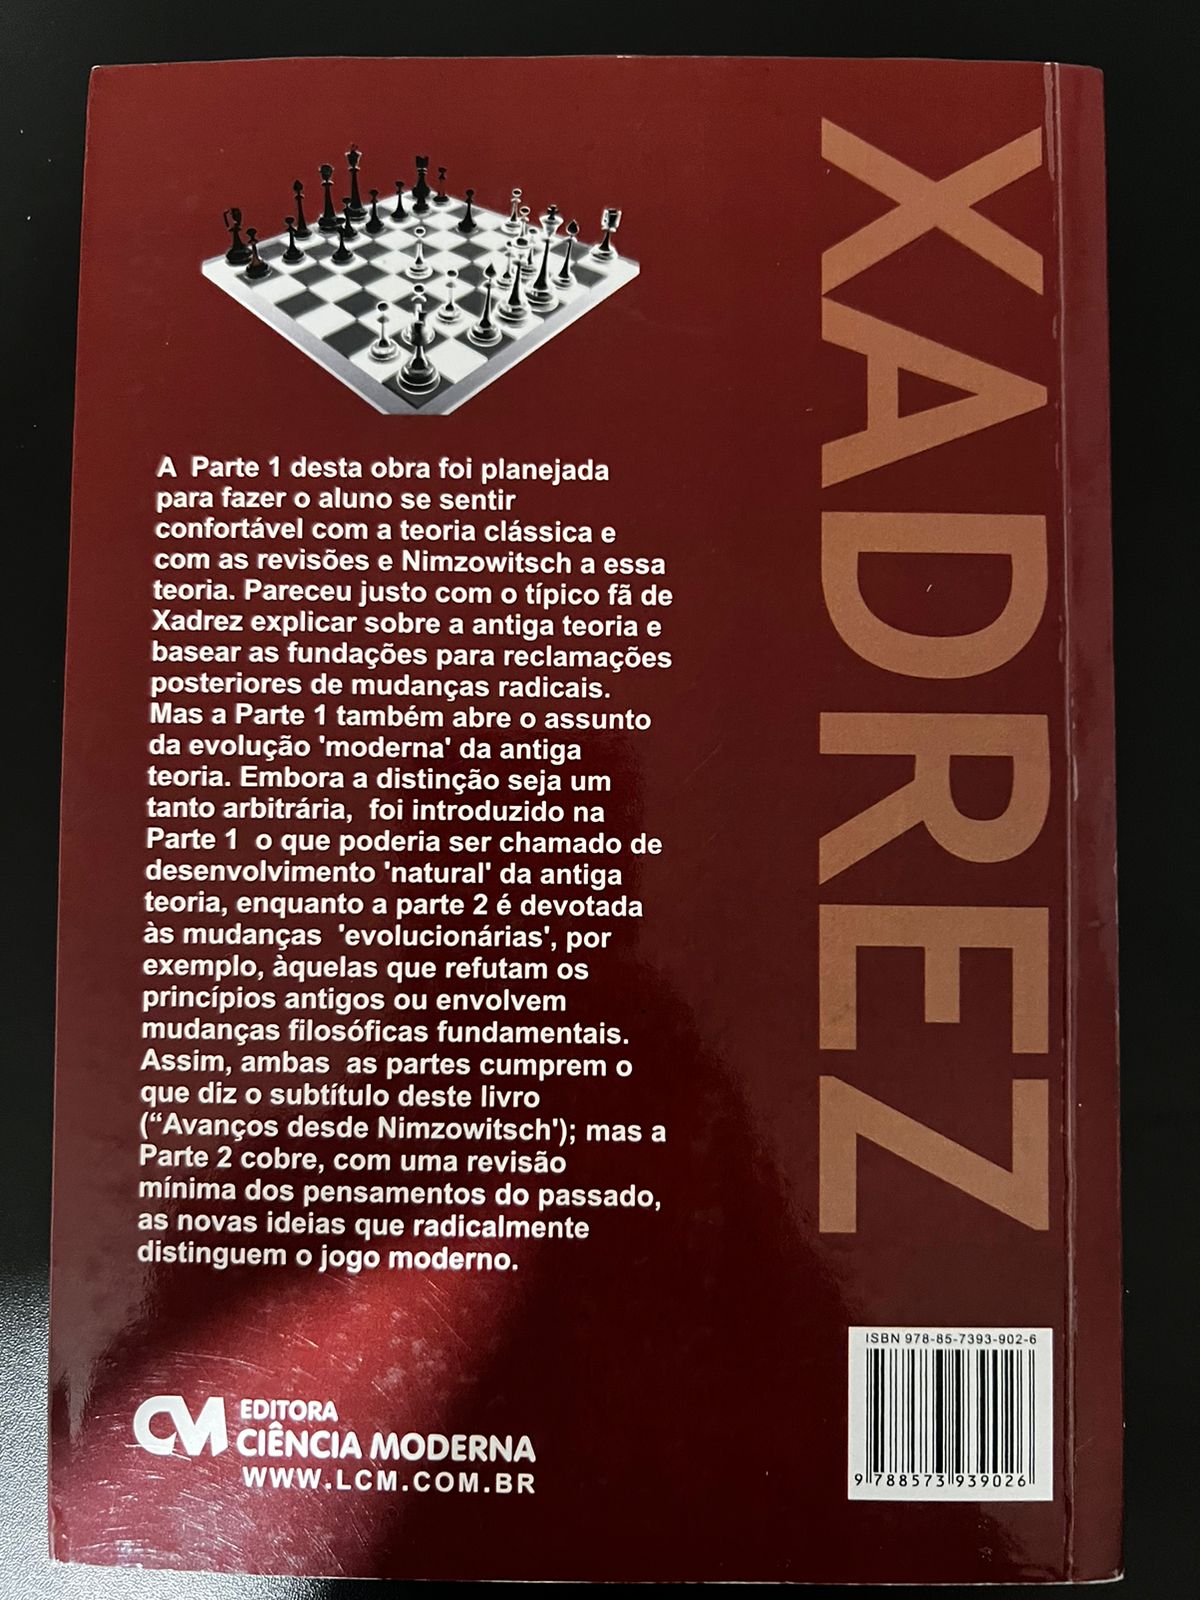 XADREZ
A Parte 1 desta obra foi planejada
para fazer o aluno se sentir
confortável com a teoria clássica e
com as revisões e Nimzowitsch a essa
teoria. Pareceu justo com o típico fã de
Xadrez explicar sobre a antiga teoria e
basear as fundações para reclamações
posteriores de mudanças radicais.
Mas a Parte 1 também abre o assunto
da evolução 'moderna' da antiga
teoria. Embora a distinção seja um
tanto arbitrária, foi introduzido na
Parte 1 o que poderia ser chamado de
desenvolvimento 'natural' da antiga
teoria, enquanto a parte 2 é devotada
às mudanças 'evolucionárias', por
exemplo, àquelas que refutam os
princípios antigos ou envolvem
mudanças filosóficas fundamentais.
Assim, ambas as partes cumprem o
que diz o subtítulo deste livro
(“Avanços desde Nimzowitsch'); mas a
Parte 2 cobre, com uma revisão
mínima dos pensamentos do passado,
as novas ideias que radicalmente
distinguem o jogo moderno.
ISBN 978-85-7393-902-6
9 788573 939026
CM EDITORA
CIÊNCIA MODERNA
WWW.LCM.COM.BR